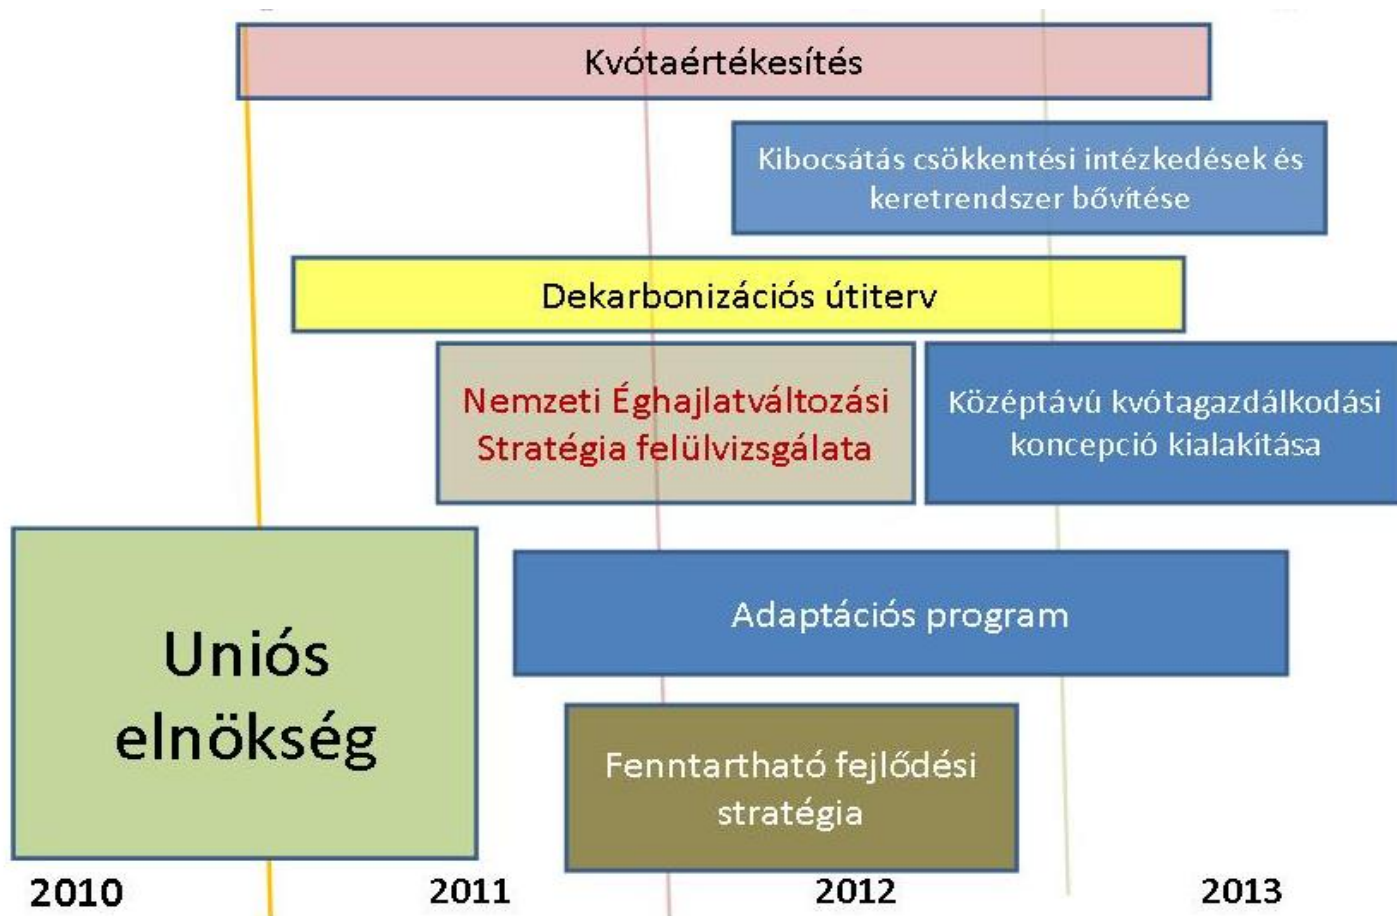 Kvótaértékesítés
Kibocsátás csökkentési intézkedések és
keretrendszer bővítése
Dekarbonizációs útiterv
Nemzeti Éghajlatváltozási
Stratégia felülvizsgálata
Középtávú kvótagazdálkodási
koncepció kialakítása
Uniós
elnökség
Adaptációs program
Fenntartható fejlődési
stratégia
2010 2011 2012 2013